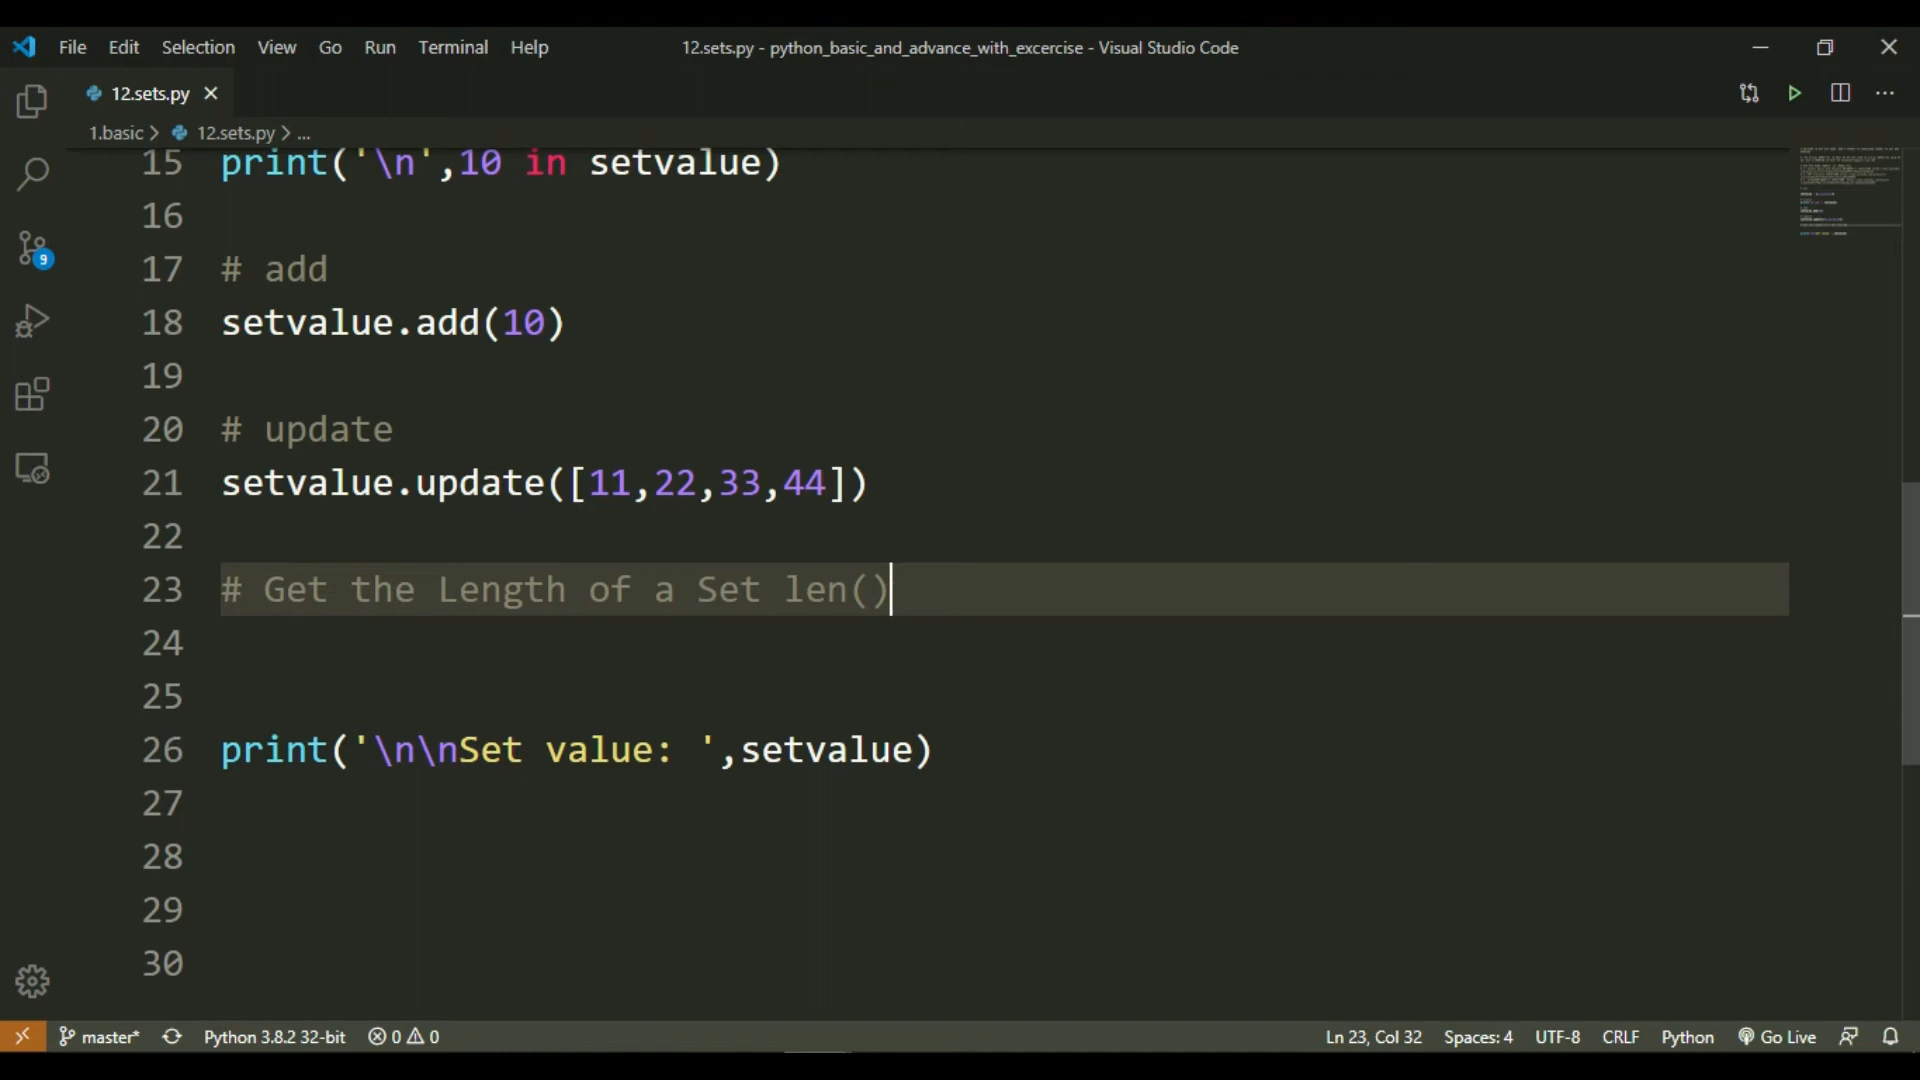 File Edit Selection View Go Run Terminal Help 12.sets.py - python_basic_and_advance_with_excercise - Visual Studio Code
12.sets.py
1.basic > 12.sets.py > ...
15 print('\n',10 in setvalue)
16
17 # add
18 setvalue.add(10)
19
20 # update
21 setvalue.update([11,22,33,44])
22
23 # Get the Length of a Set len()
24
25
26 print('\n\nSet value: ',setvalue)
27
28
29
30
9
master* Python 3.8.2 32-bit 0 0 Ln 23, Col 32 Spaces: 4 UTF-8 CRLF Python Go Live